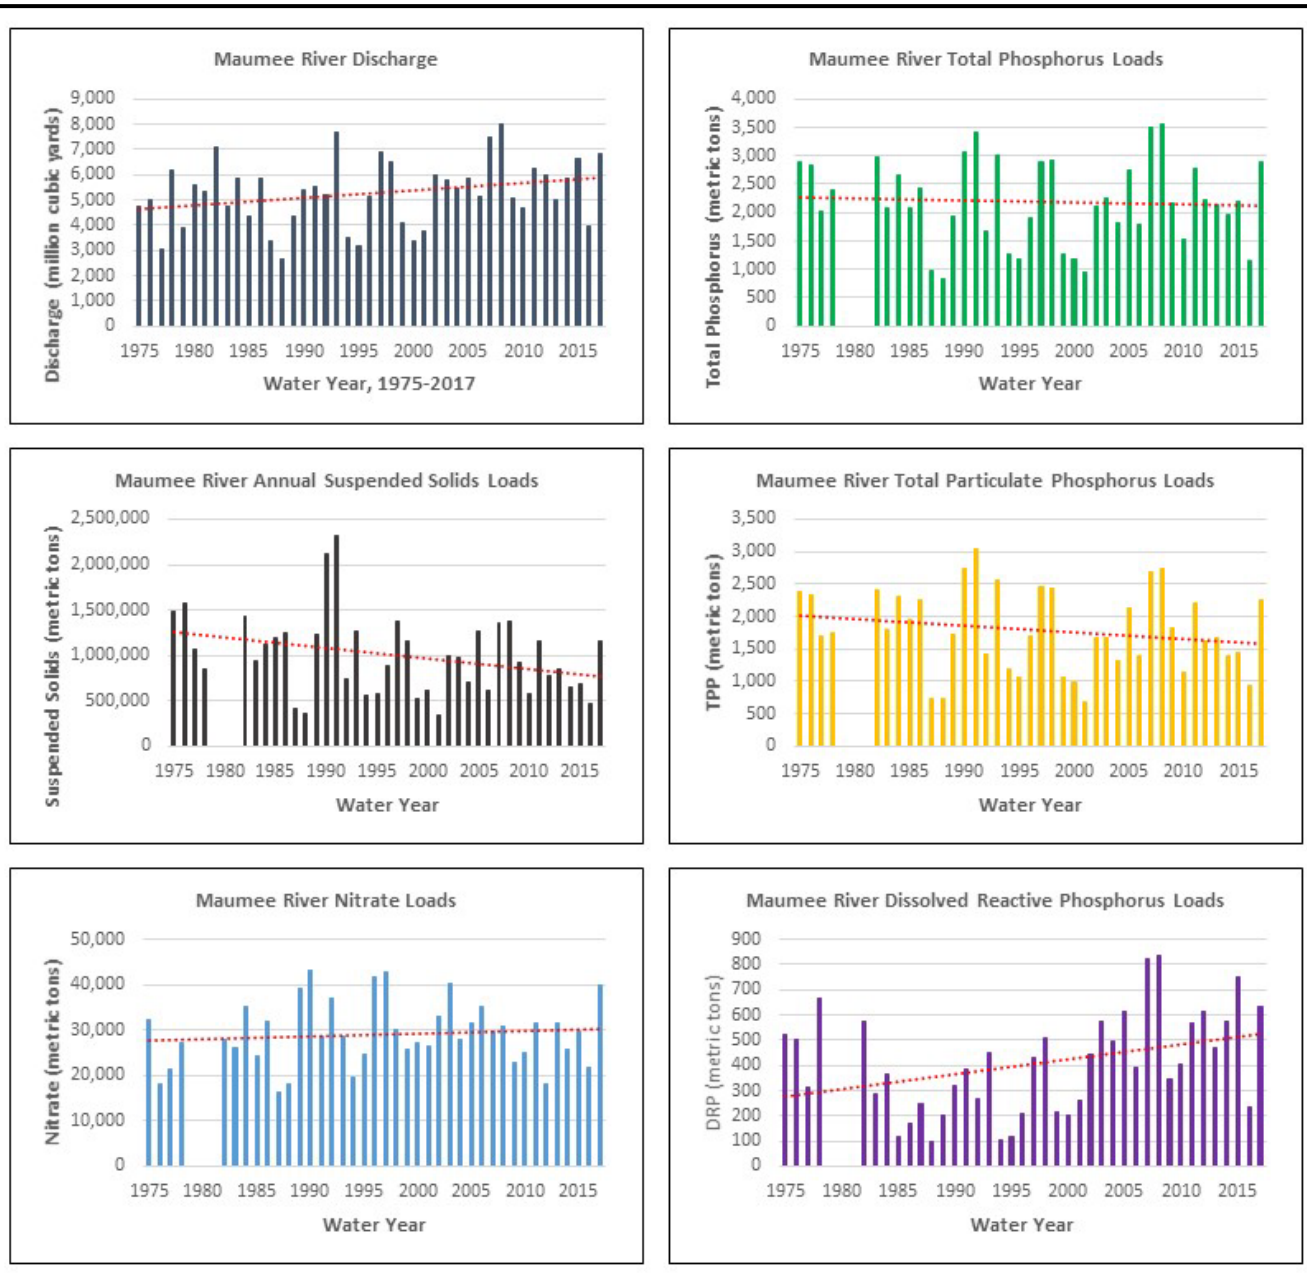 Maumee River Discharge
Discharge (million cubic yards)
9,000
8,000
7,000
6,000
5,000
4,000
3,000
2,000
1,000
0
1975 1980 1985 1990 1995 2000 2005 2010 2015
Water Year, 1975-2017
Maumee River Total Phosphorus Loads
Total Phosphorus (metric tons)
4,000
3,500
3,000
2,500
2,000
1,500
1,000
500
0
1975 1980 1985 1990 1995 2000 2005 2010 2015
Water Year
Maumee River Annual Suspended Solids Loads
Suspended Solids (metric tons)
2,500,000
2,000,000
1,500,000
1,000,000
500,000
0
1975 1980 1985 1990 1995 2000 2005 2010 2015
Water Year
Maumee River Total Particulate Phosphorus Loads
TPP (metric tons)
3,500
3,000
2,500
2,000
1,500
1,000
500
0
1975 1980 1985 1990 1995 2000 2005 2010 2015
Water Year
Maumee River Nitrate Loads
Nitrate (metric tons)
50,000
40,000
30,000
20,000
10,000
0
1975 1980 1985 1990 1995 2000 2005 2010 2015
Water Year
Maumee River Dissolved Reactive Phosphorus Loads
DRP (metric tons)
900
800
700
600
500
400
300
200
100
0
1975 1980 1985 1990 1995 2000 2005 2010 2015
Water Year